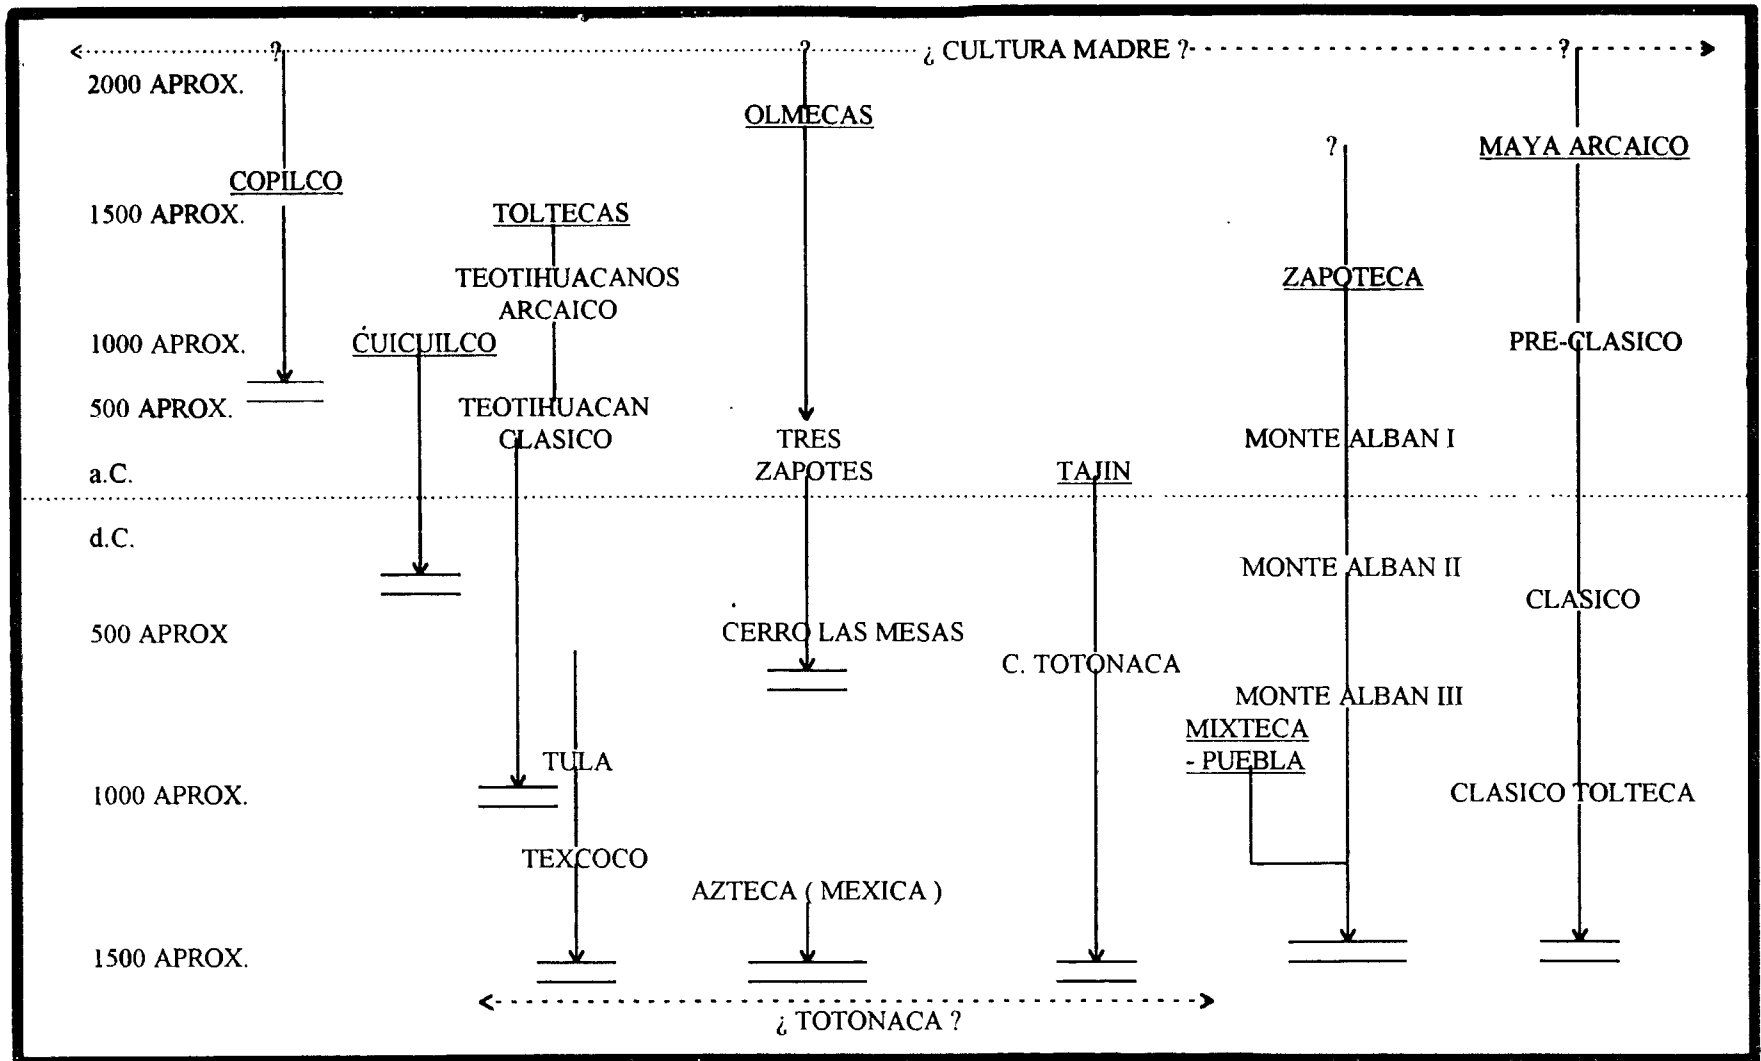 ? ? ¿ CULTURA MADRE ? ?
2000 APROX.
OLMECAS
? MAYA ARCAICO
COPILCO
1500 APROX. TOLTECAS
TEOTIHUACANOS
ARCAICO
ZAPOTECA
1000 APROX. CUICUILCO PRE-CLASICO
500 APROX. TEOTIHUACAN
CLASICO TRES MONTE ALBAN I
a.C. ZAPOTES TAJIN
d.C.
MONTE ALBAN II
CLASICO
500 APROX CERRO LAS MESAS
C. TOTONACA
MONTE ALBAN III
MIXTECA
- PUEBLA
TULA
1000 APROX. CLASICO TOLTECA
TEXCOCO
AZTECA ( MEXICA )
1500 APROX.
¿ TOTONACA ?